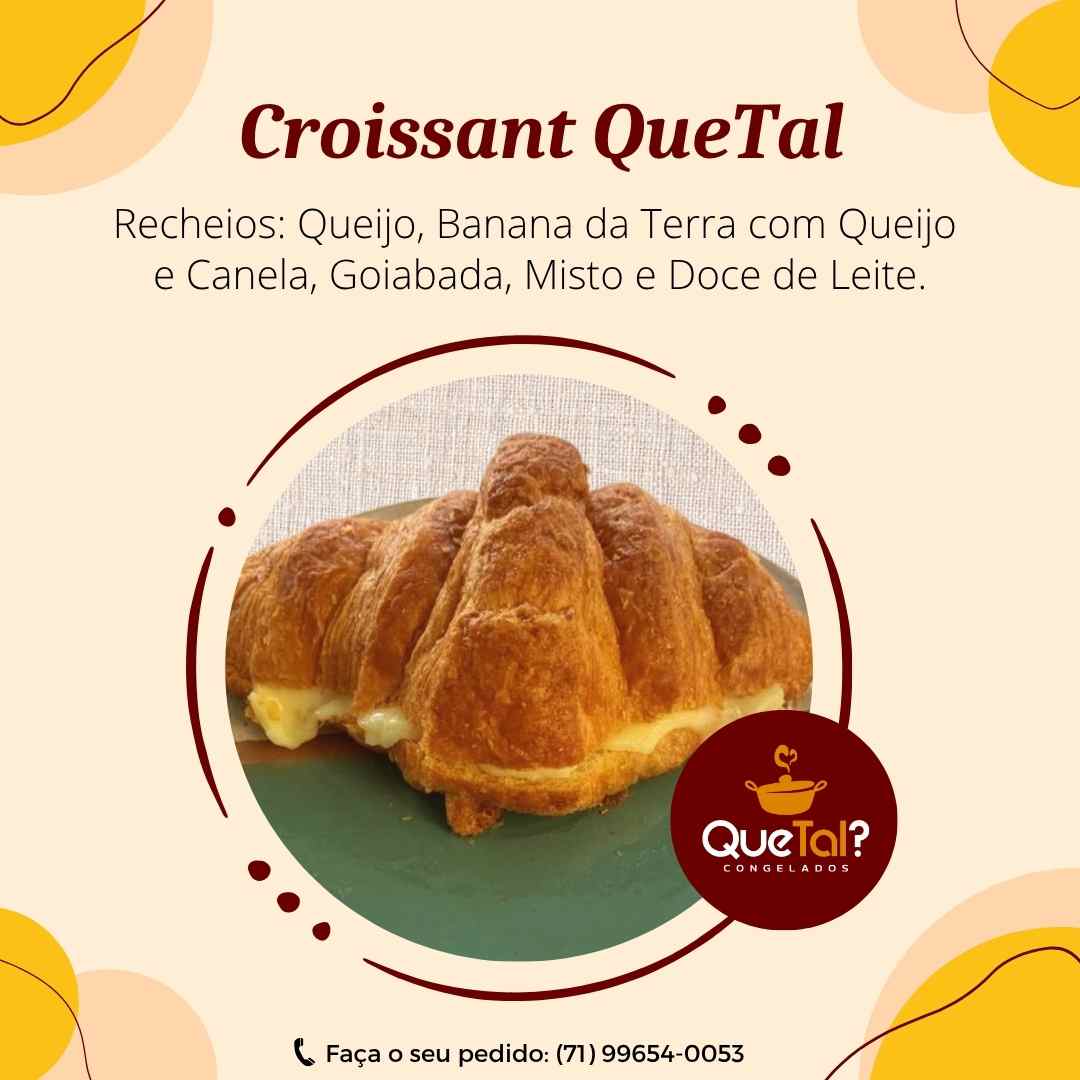 Croissant QueTal
Recheios: Queijo, Banana da Terra com Queijo
e Canela, Goiabada, Misto e Doce de Leite.
QueTal?
CONGELADOS
Faça o seu pedido: (71) 99654-0053